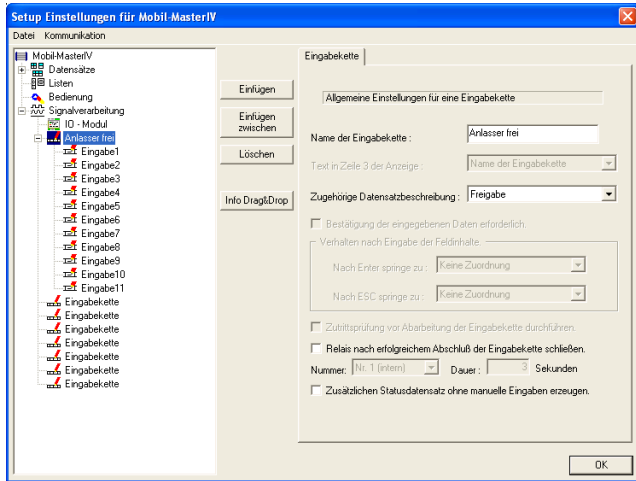 Setup Einstellungen für Mobil-MasterIV
Datei Kommunikation
Mobil-MasterIV
Datensätze
Listen
Bedienung
Signalverarbeitung
IO - Modul
Anlasser frei
Eingabe1
Eingabe2
Eingabe3
Eingabe4
Eingabe5
Eingabe6
Eingabe7
Eingabe8
Eingabe9
Eingabe10
Eingabe11
Eingabekette
Eingabekette
Eingabekette
Eingabekette
Eingabekette
Eingabekette
Eingabekette
Einfügen
Einfügen
zwischen
Löschen
Info Drag&Drop
Eingabekette
Allgemeine Einstellungen für eine Eingabekette
Name der Eingabekette : Anlasser frei
Text in Zeile 3 der Anzeige : Name der Eingabekette
Zugehörige Datensatzbeschreibung : Freigabe
Bestätigung der eingegebenen Daten erforderlich.
Verhalten nach Eingabe der Feldinhalte.
Nach Enter springe zu : Keine Zuordnung
Nach ESC springe zu : Keine Zuordnung
Zutrittsprüfung vor Abarbeitung der Eingabekette durchführen.
Relais nach erfolgreichem Abschluß der Eingabekette schließen.
Nummer: Nr. 1 (intern) Dauer : 3 Sekunden
Zusätzlichen Statusdatensatz ohne manuelle Eingaben erzeugen.
OK